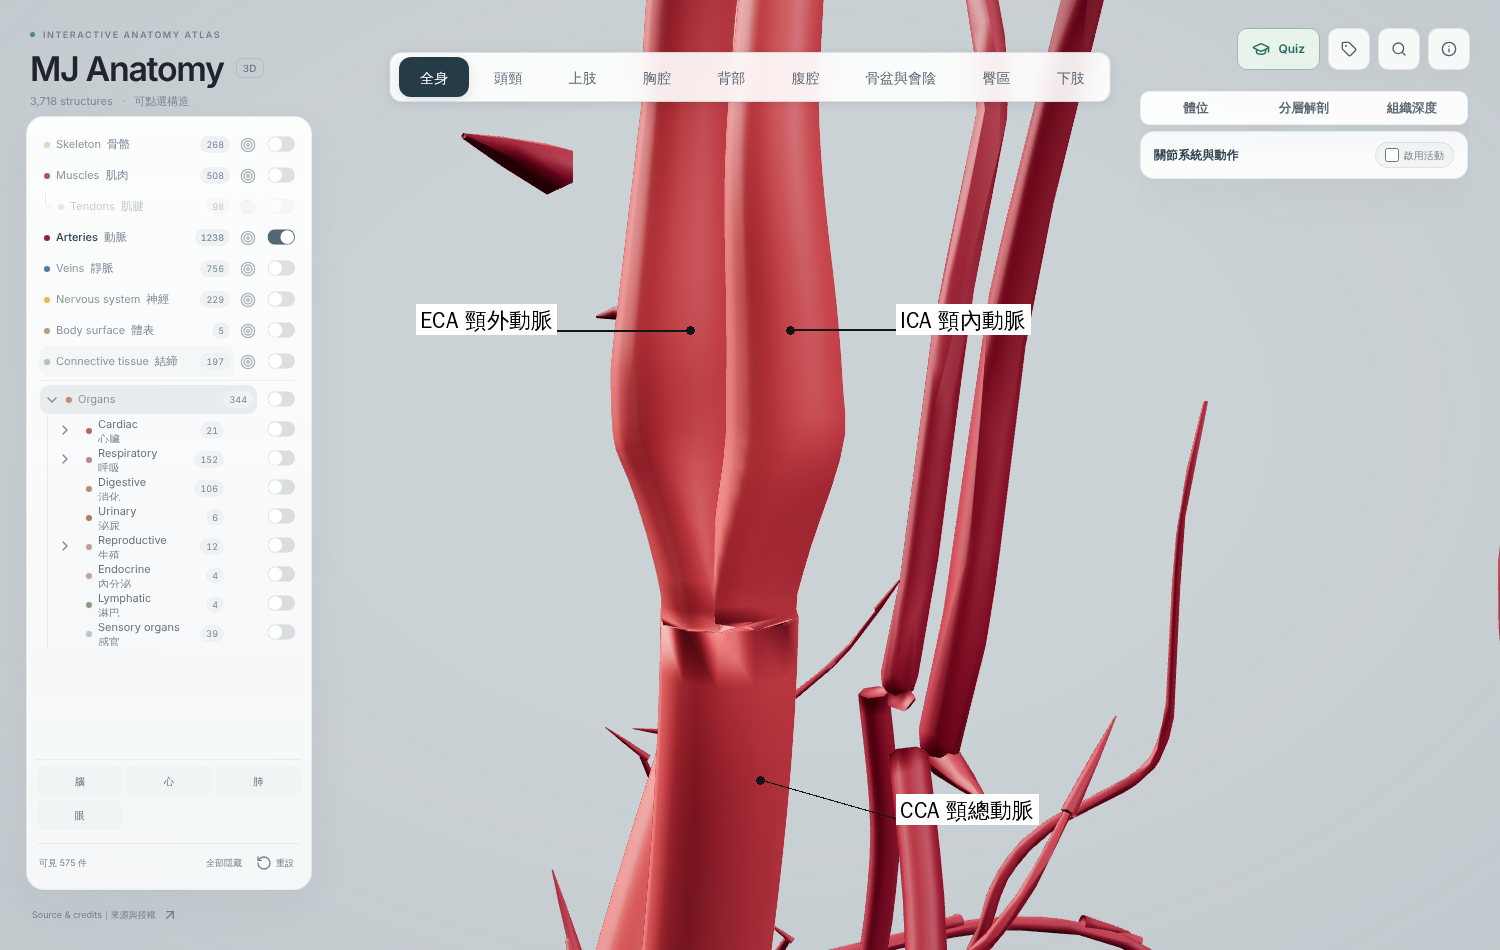 INTERACTIVE ANATOMY ATLAS
MJ Anatomy 3D
3,718 structures · 可點選構造
全身 頭頸 上肢 胸腔 背部 腹腔 骨盆與會陰 臀區 下肢
Quiz
體位 分層解剖 組織深度
關節系統與動作 啟用活動
Skeleton 骨骼 268
Muscles 肌肉 508
Tendons 肌腱 98
Arteries 動脈 1238
Veins 靜脈 756
Nervous system 神經 229
Body surface 體表 5
Connective tissue 結締 197
Organs 344
Cardiac 21
心臟
Respiratory 152
呼吸
Digestive 106
消化
Urinary 6
泌尿
Reproductive 12
生殖
Endocrine 4
內分泌
Lymphatic 4
淋巴
Sensory organs 39
感官
腦 心 肺
眼
可見 575 件 全部隱藏 重設
Source & credits | 來源與授權
ECA 頸外動脈
ICA 頸內動脈
CCA 頸總動脈